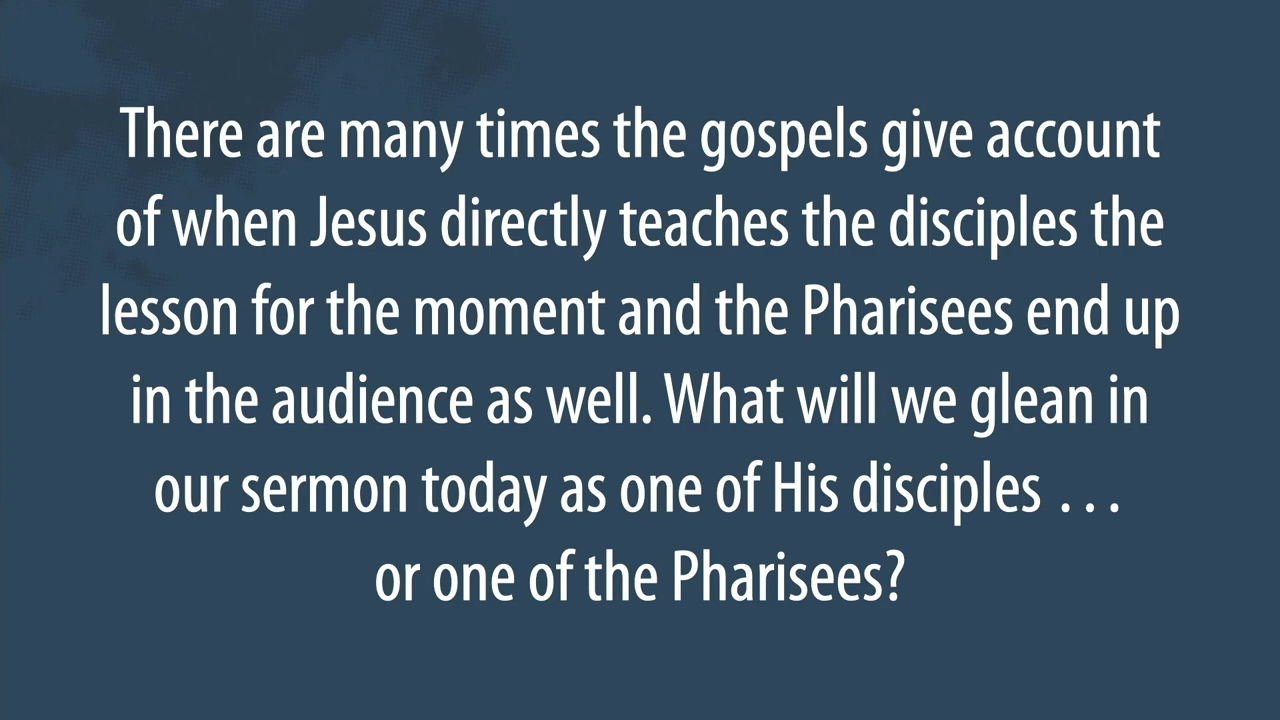 There are many times the gospels give account
of when Jesus directly teaches the disciples the
lesson for the moment and the Pharisees end up
in the audience as well. What will we glean in
our sermon today as one of His disciples . . .
or one of the Pharisees?